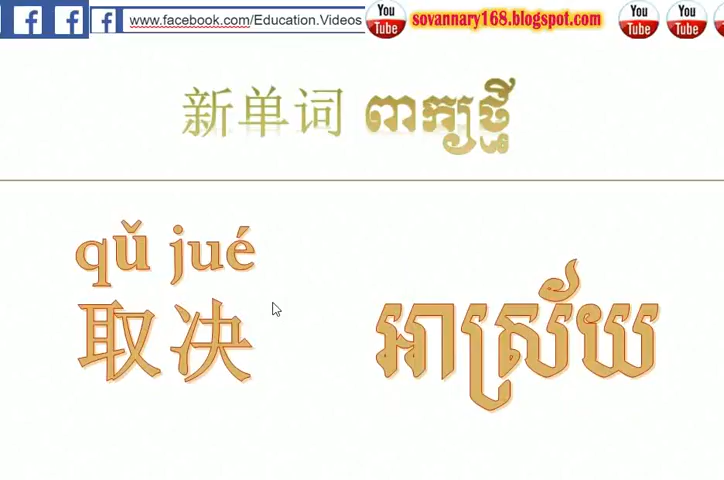 www.facebook.com/Education.Videos You Tube sovannary168.blogspot.com You Tube You Tube
新单词 ពាក្យថ្មី
qǔ jué
取决 អាស្រ័យ